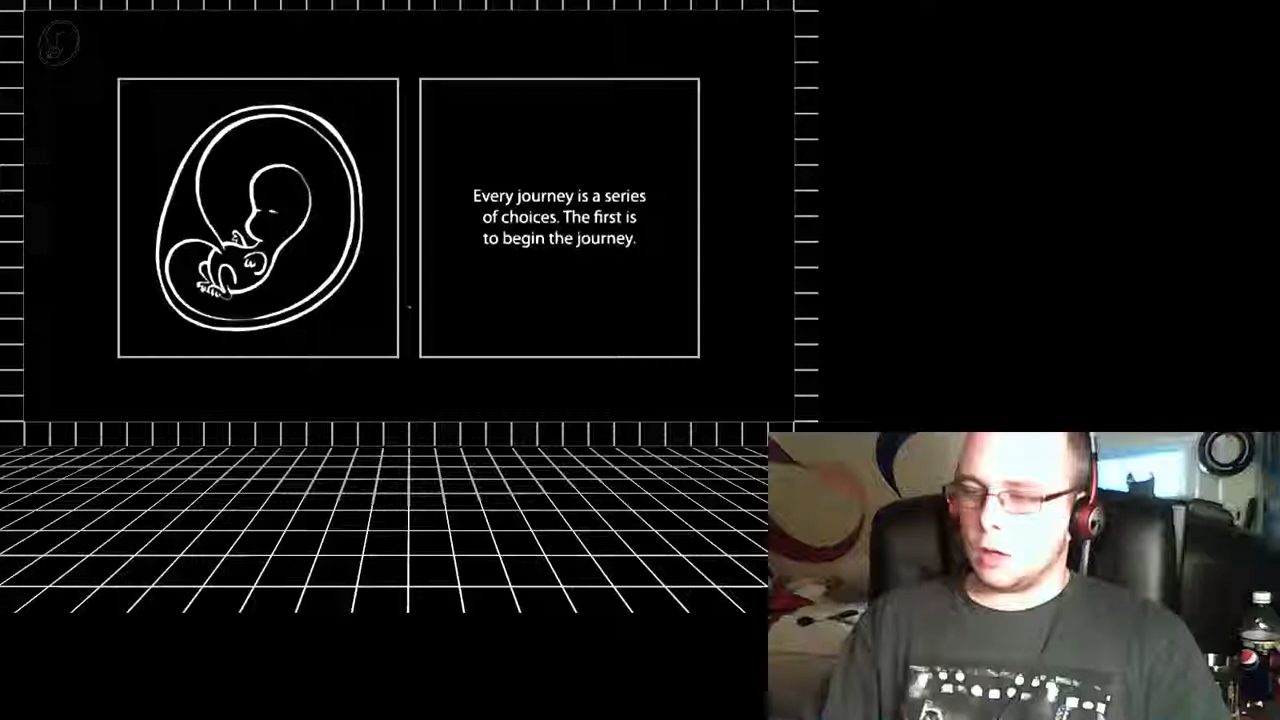 Every journey is a series
of choices. The first is
to begin the journey.